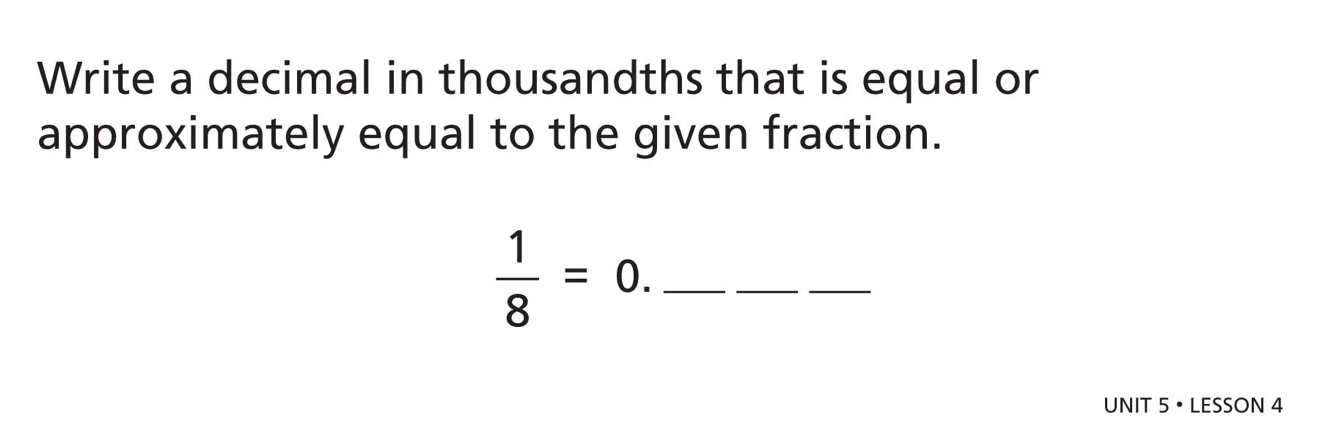 Write a decimal in thousandths that is equal or
approximately equal to the given fraction.
1
8
= 0. ___ ___ ___
UNIT 5 • LESSON 4